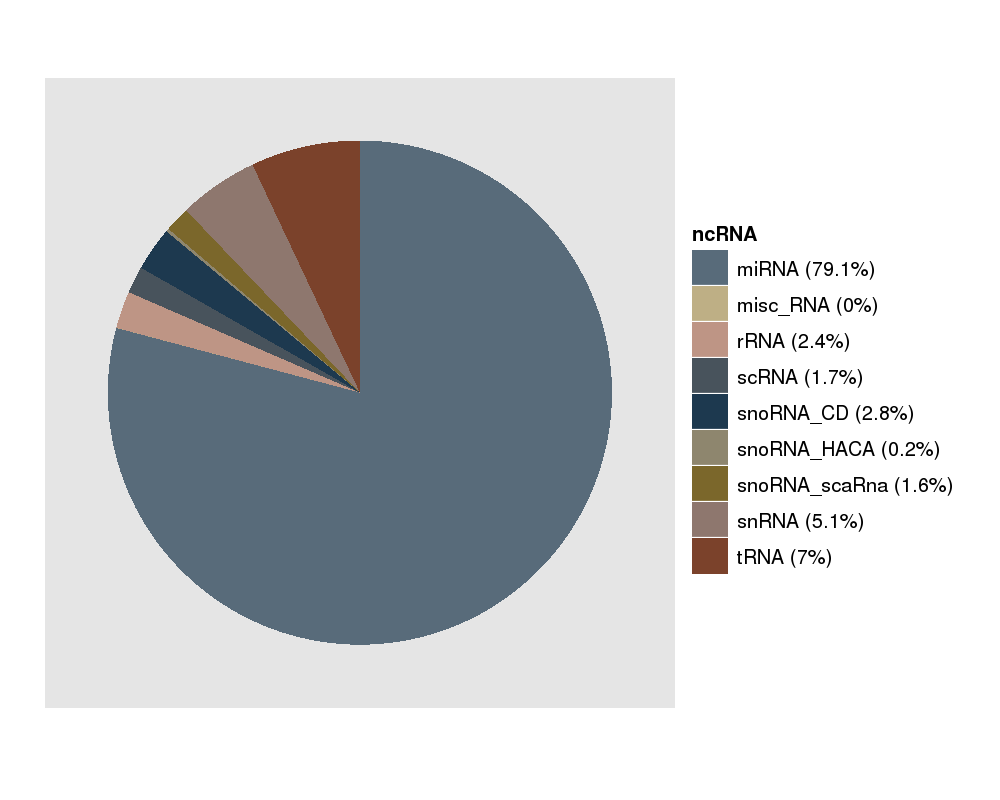 ncRNA
miRNA (79.1%)
misc_RNA (0%)
rRNA (2.4%)
scRNA (1.7%)
snoRNA_CD (2.8%)
snoRNA_HACA (0.2%)
snoRNA_scaRna (1.6%)
snRNA (5.1%)
tRNA (7%)